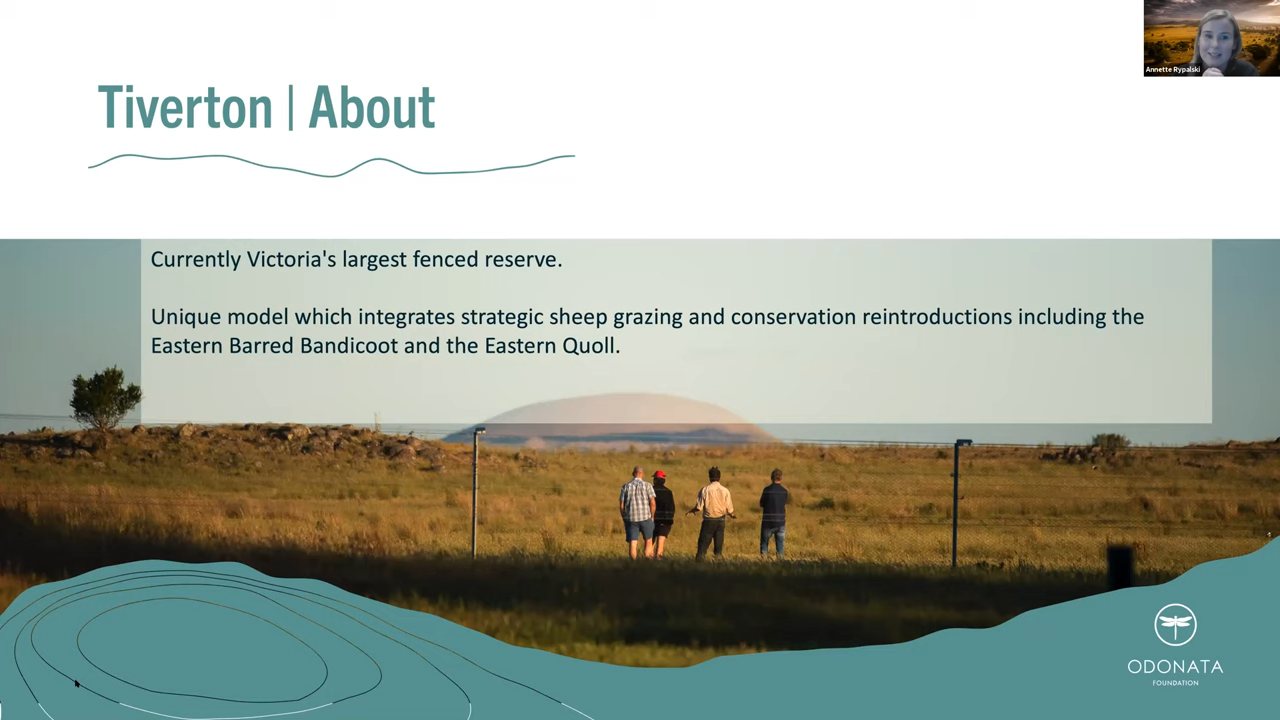 Annette Rypalski
Tiverton | About
Currently Victoria's largest fenced reserve.
Unique model which integrates strategic sheep grazing and conservation reintroductions including the
Eastern Barred Bandicoot and the Eastern Quoll.
ODONATA
FOUNDATION